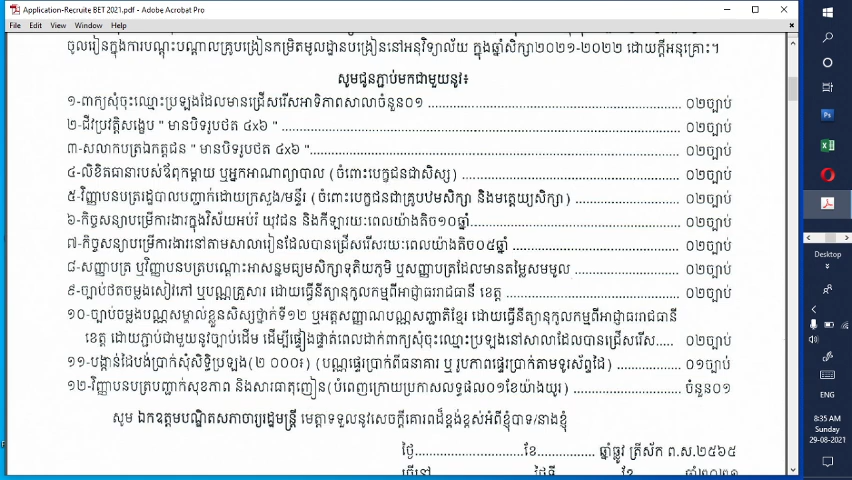 Application-Recruite BET 2021.pdf - Adobe Acrobat Pro
File Edit View Window Help
ចូលរៀនក្នុងការបណ្ដុះបណ្ដាលគ្រូបង្រៀនកម្រិតមូលដ្ឋានបង្រៀននៅអនុវិទ្យាល័យ ក្នុងឆ្នាំសិក្សា២០២១-២០២២ ដោយក្តីអនុគ្រោះ។
សូមជូនភ្ជាប់មកជាមួយនូវ៖
១-ពាក្យសុំចុះឈ្មោះប្រឡងដែលមានជ្រើសរើសអាទិភាពសាលាចំនួន០១ ........ ០២ច្បាប់
២-ជីវប្រវត្តិសង្ខេប " មានបិទរូបថត ៤x៦ " ........ ០២ច្បាប់
៣-សលាកបត្រឯកត្តជន " មានបិទរូបថត ៤x៦ "........ ០២ច្បាប់
៤-លិខិតធានារបស់ឪពុកម្តាយ ឬអ្នកអាណាព្យាបាល (ចំពោះបេក្ខជនជាសិស្ស) ........ ០២ច្បាប់
៥-វិញ្ញាបនបត្ររដ្ឋបាលបញ្ជាក់ដោយក្រសួង/មន្ទីរ (ចំពោះបេក្ខជនជាគ្រូបឋមសិក្សា និងមត្តេយ្យសិក្សា) ........ ០២ច្បាប់
៦-កិច្ចសន្យាបម្រើការងារក្នុងវិស័យអប់រំ យុវជន និងកីឡារយៈពេលយ៉ាងតិច១០ឆ្នាំ........ ០២ច្បាប់
៧-កិច្ចសន្យាបម្រើការងារនៅតាមសាលារៀនដែលបានជ្រើសរើសរយៈពេលយ៉ាងតិច០៥ឆ្នាំ ........ ០២ច្បាប់
៨-សញ្ញាបត្រ ឬវិញ្ញាបនបត្របណ្តោះអាសន្នមធ្យមសិក្សាទុតិយភូមិ ឬសញ្ញាបត្រដែលមានតម្លៃសមមូល ........ ០២ច្បាប់
៩-ច្បាប់ថតចម្លងសៀវភៅ ឬបណ្ណគ្រួសារ ដោយធ្វើនីត្យានុកូលកម្មពីអាជ្ញាធររាជធានី ខេត្ត ........ ០២ច្បាប់
១០-ច្បាប់ចម្លងបណ្ណសម្គាល់ខ្លួនសិស្សថ្នាក់ទី១២ ឬអត្តសញ្ញាណបណ្ណសញ្ជាតិខ្មែរ ដោយធ្វើនីត្យានុកូលកម្មពីអាជ្ញាធររាជធានី
ខេត្ត ដោយភ្ជាប់ជាមួយនូវច្បាប់ដើម ដើម្បីផ្ទៀងផ្ទាត់ពេលដាក់ពាក្យសុំចុះឈ្មោះប្រឡងនៅសាលាដែលបានជ្រើសរើស..... ០២ច្បាប់
១១-បង្កាន់ដៃបង់ប្រាក់សុំសិទ្ធិប្រឡង(២ ០០០៛) (បណ្ណផ្ទេរប្រាក់ពីធនាគារ ឬ រូបភាពផ្ទេរប្រាក់តាមទូរស័ព្ទដៃ) ........ ០១ច្បាប់
១២-វិញ្ញាបនបត្របញ្ជាក់សុខភាព និងសារធាតុញៀន(បំពេញក្រោយប្រកាសលទ្ធផល០១ខែយ៉ាងយូរ) ........ ចំនួន០១
សូម ឯកឧត្តមបណ្ឌិតសភាចារ្យរដ្ឋមន្ត្រី មេត្តាទទួលនូវសេចក្តីគោរពដ៏ខ្ពង់ខ្ពស់អំពីខ្ញុំបាទ/នាងខ្ញុំ
ថ្ងៃ........ខែ........ ឆ្នាំឆ្លូវ ត្រីស័ក ព.ស.២៥៦៥
ធ្វើនៅ........ថ្ងៃទី........ខែ........ឆ្នាំ២០២១
Desktop
ENG
8:35 AM
Sunday
29-08-2021